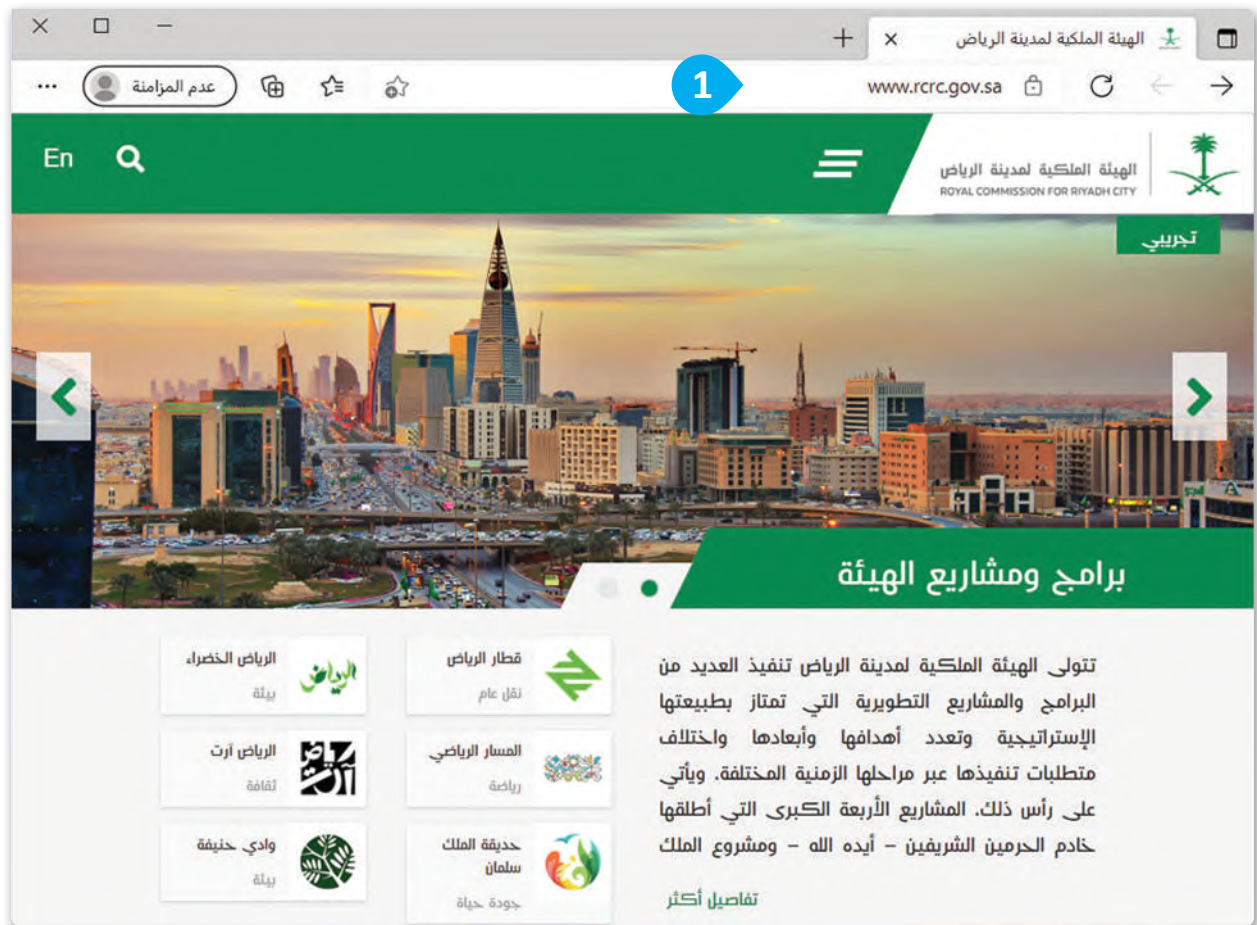 الهيئة الملكية لمدينة الرياض
www.rcrc.gov.sa
1
عدم المزامنة
الهيئة الملكية لمدينة الرياض
ROYAL COMMISSION FOR RIYADH CITY
En
تجريبي
برامج ومشاريع الهيئة
تتولى الهيئة الملكية لمدينة الرياض تنفيذ العديد من
البرامج والمشاريع التطويرية التي تمتاز بطبيعتها
الإستراتيجية وتعدد أهدافها وأبعادها واختلاف
متطلبات تنفيذها عبر مراحلها الزمنية المختلفة. ويأتي
على رأس ذلك. المشاريع الأربعة الكبرى التي أطلقها
خادم الحرمين الشريفين – أيده الله – ومشروع الملك
تفاصيل أكثر
قطار الرياض
نقل عام
الرياض
الرياض الخضراء
بيئة
المسار الرياضي
رياضة
رياض آرت
الرياض آرت
ثقافة
حديقة الملك
سلمان
جودة حياة
وادي حنيفة
بيئة